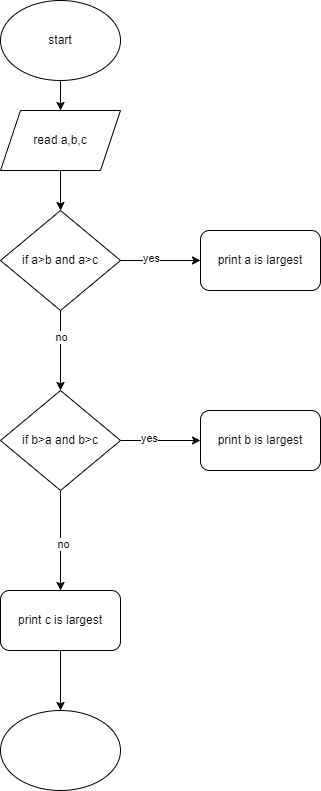 start
read a,b,c
if a>b and a>c
yes
print a is largest
no
if b>a and b>c
yes
print b is largest
no
print c is largest